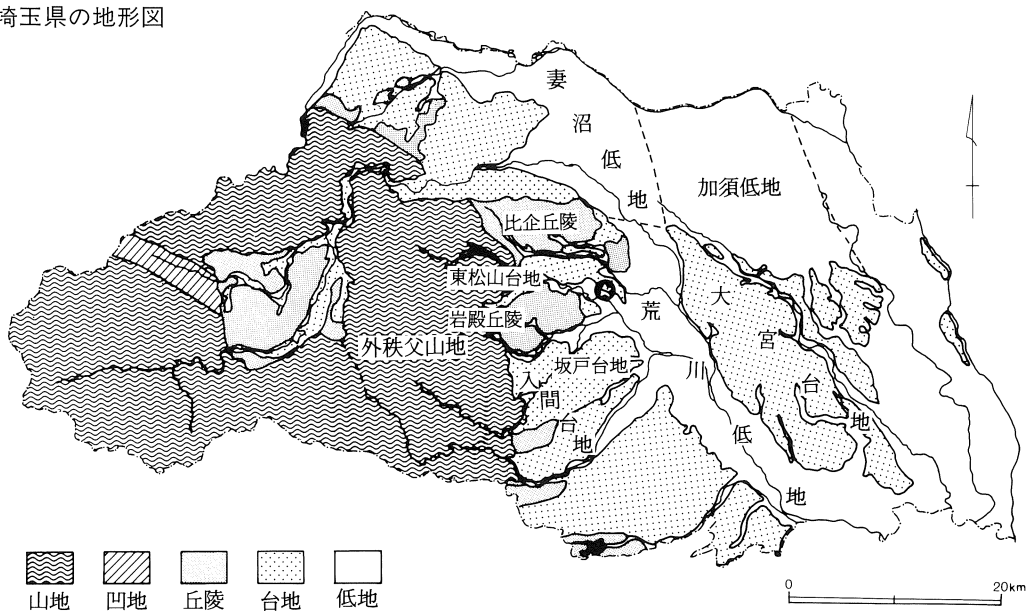 埼玉県の地形図
妻沼低地
加須低地
比企丘陵
東松山台地
岩殿丘陵
外秩父山地
坂戸台地
入間台地
荒川低地
大宮台地
山地
凹地
丘陵
台地
低地
0
20km